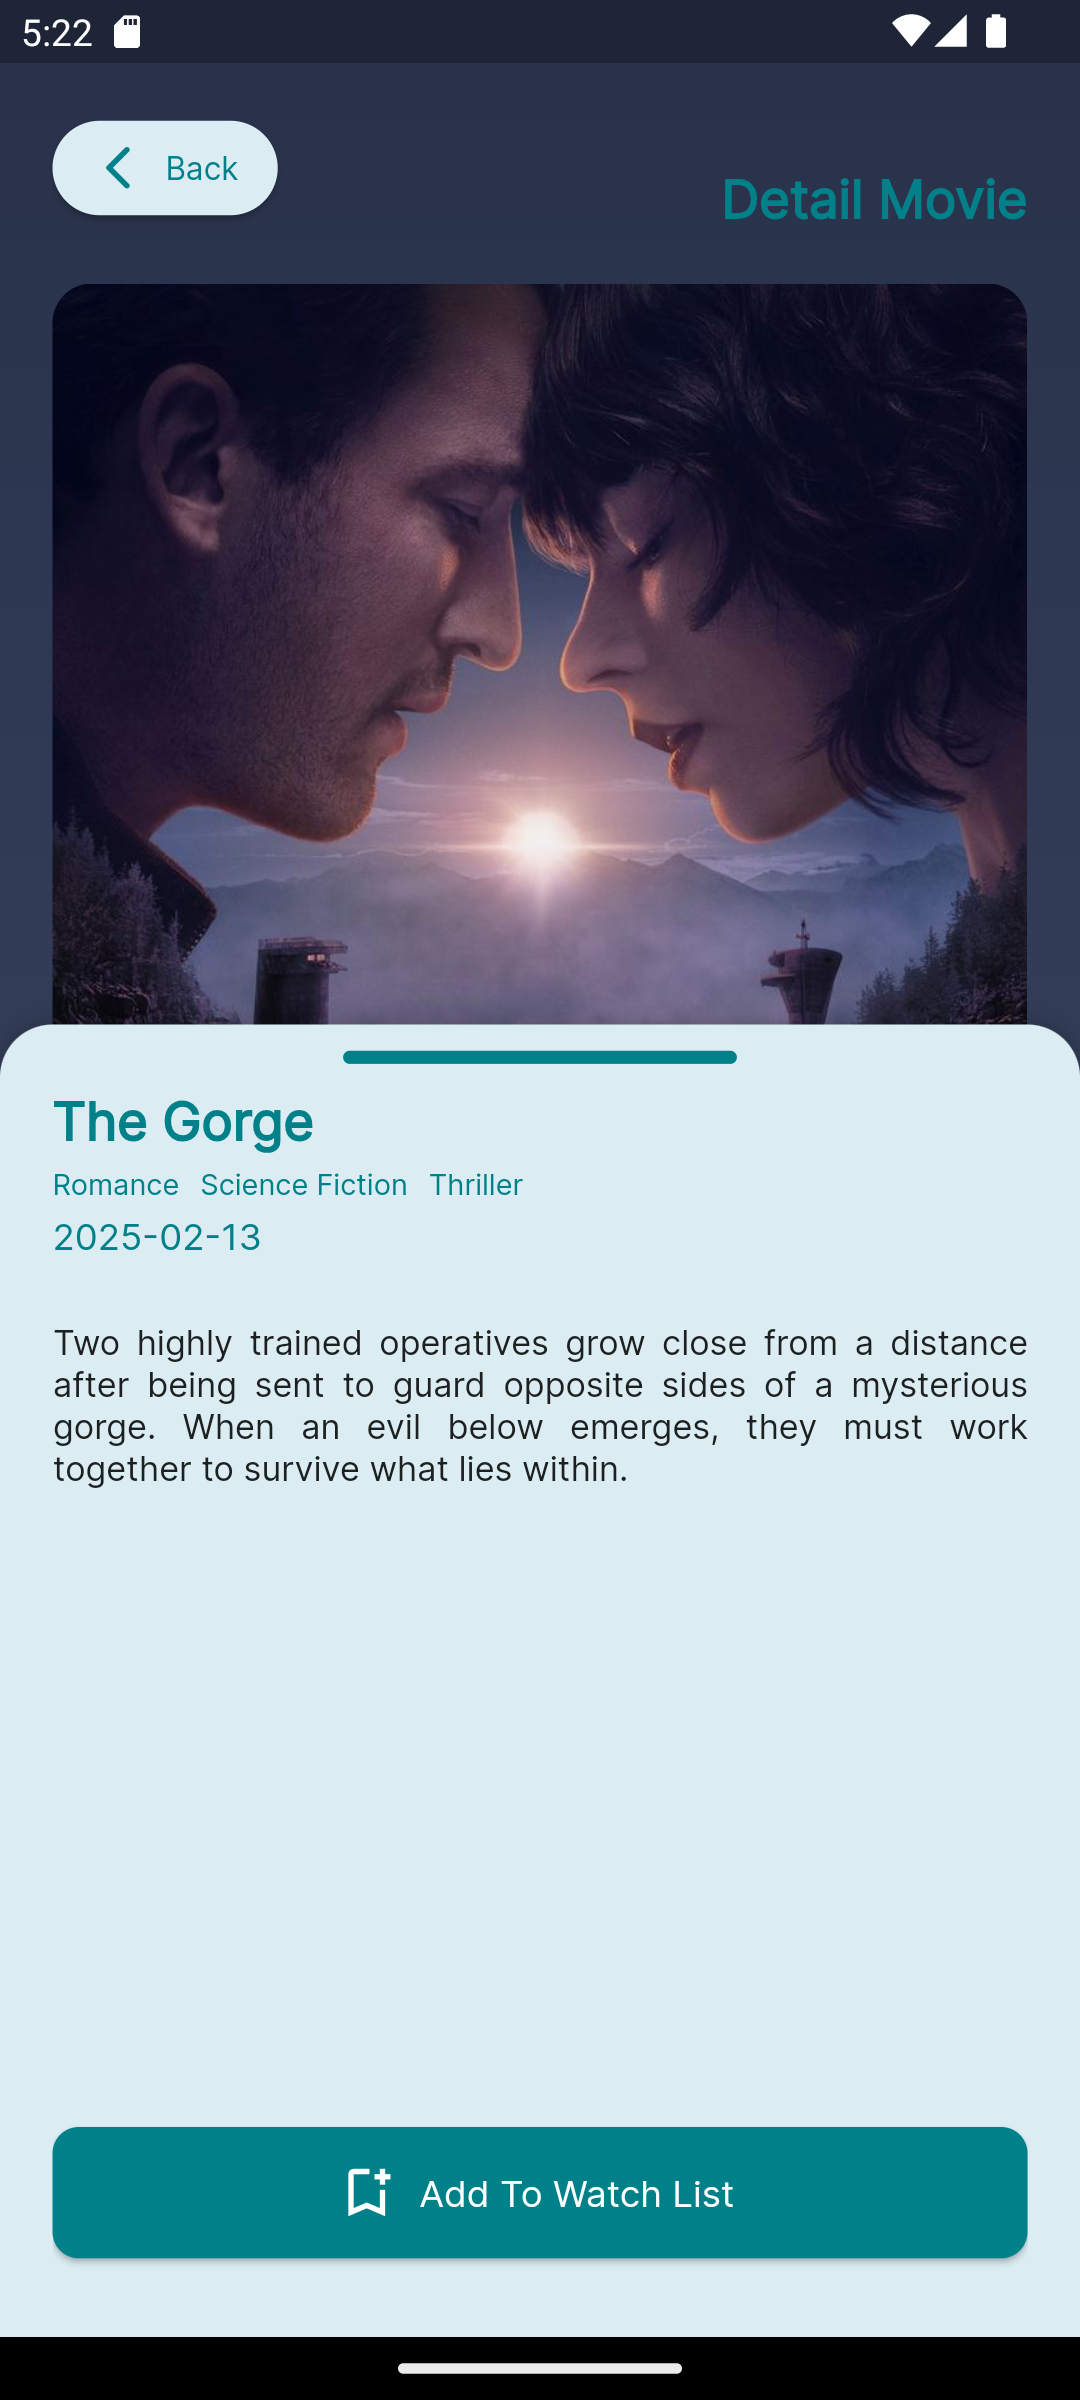 5:22
Back
Detail Movie
The Gorge
Romance Science Fiction Thriller
2025-02-13
Two highly trained operatives grow close from a distance
after being sent to guard opposite sides of a mysterious
gorge. When an evil below emerges, they must work
together to survive what lies within.
Add To Watch List